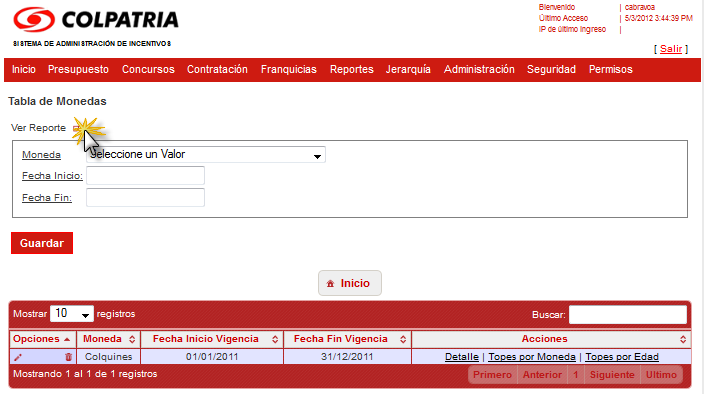 COLPATRIA
SISTEMA DE ADMINISTRACIÓN DE INCENTIVOS
Bienvenido | cabravoa
Último Acceso | 5/3/2012 3:44:39 PM
IP de último Ingreso |
[ Salir ]
Inicio Presupuesto Concursos Contratación Franquicias Reportes Jerarquía Administración Seguridad Permisos
Tabla de Monedas
Ver Reporte
Moneda Seleccione un Valor
Fecha Inicio:
Fecha Fin:
Guardar
Inicio
Mostrar 10 registros Buscar:
Opciones Moneda Fecha Inicio Vigencia Fecha Fin Vigencia Acciones
Colquines 01/01/2011 31/12/2011 Detalle | Topes por Moneda | Topes por Edad
Mostrando 1 al 1 de 1 registros Primero Anterior 1 Siguiente Ultimo